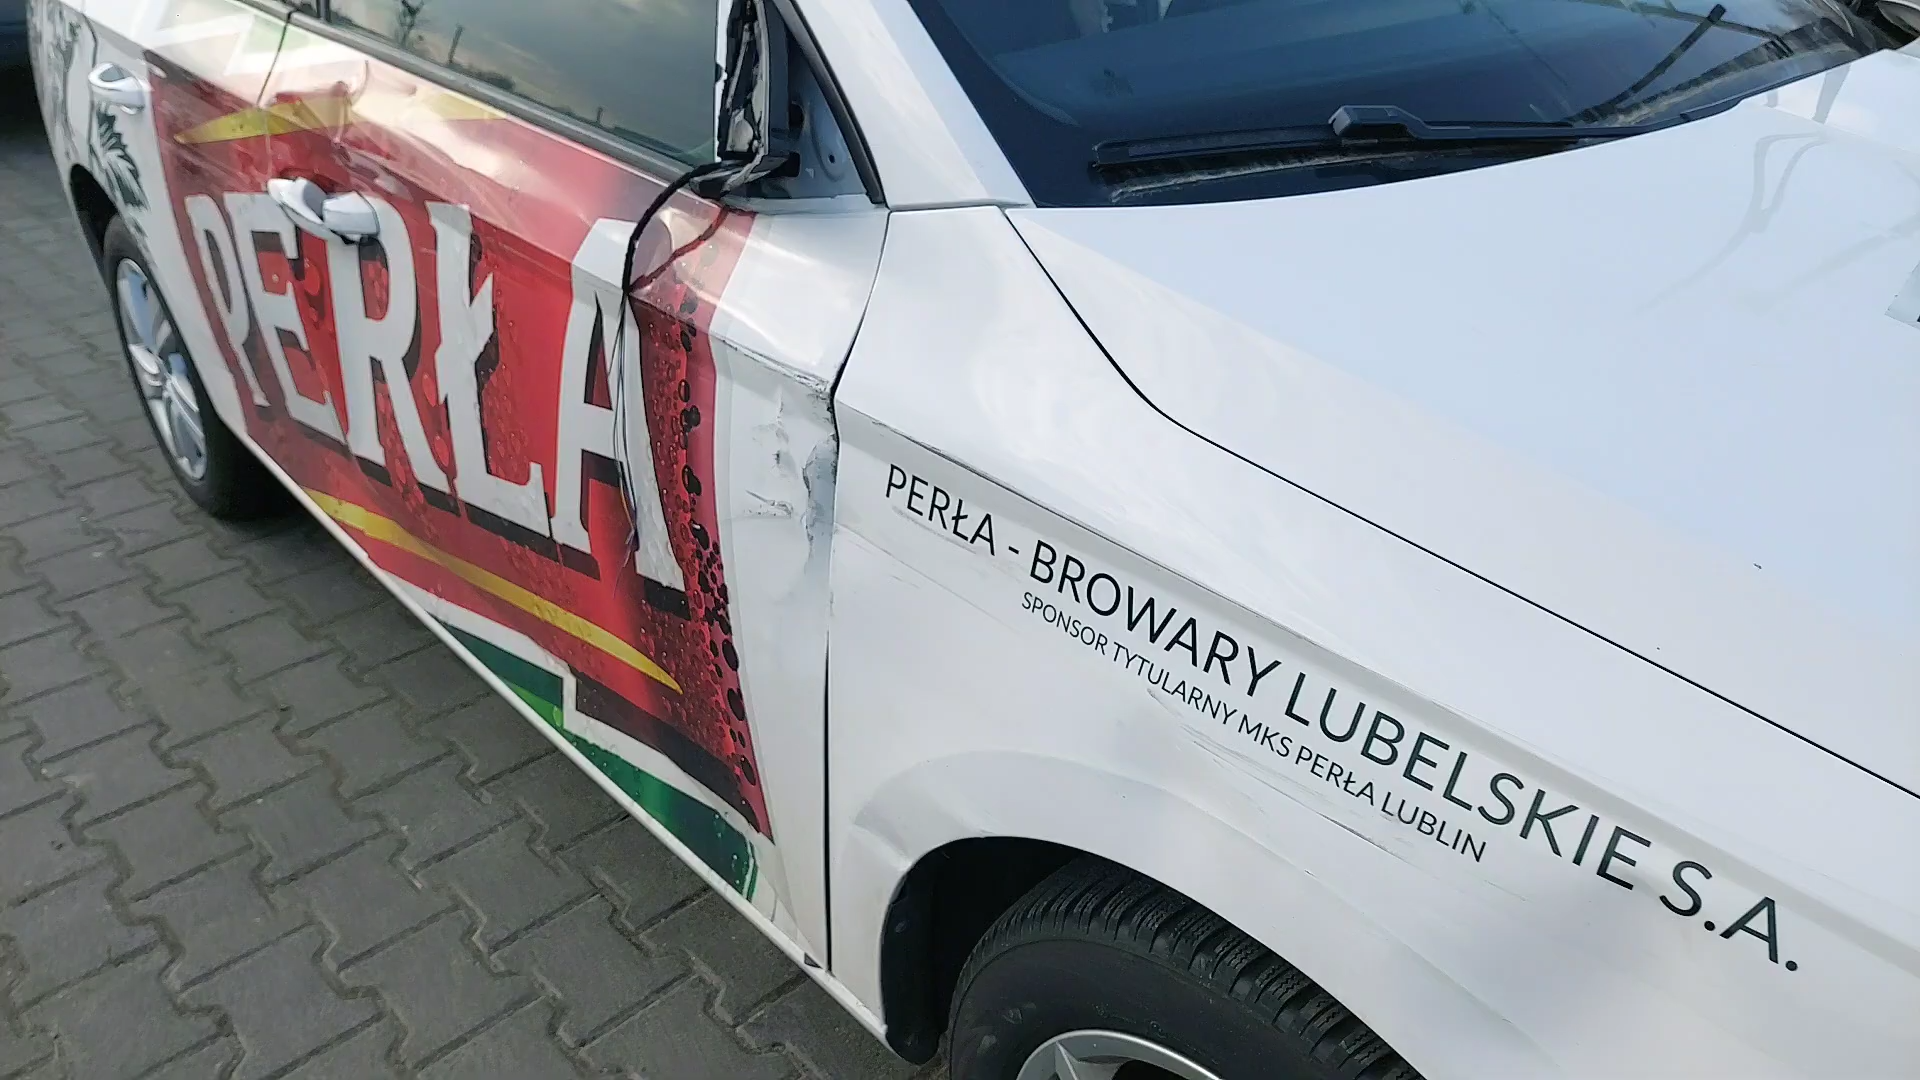 PERŁA
PERŁA - BROWARY LUBELSKIE S.A.
SPONSOR TYTULARNY MKS PERŁA LUBLIN